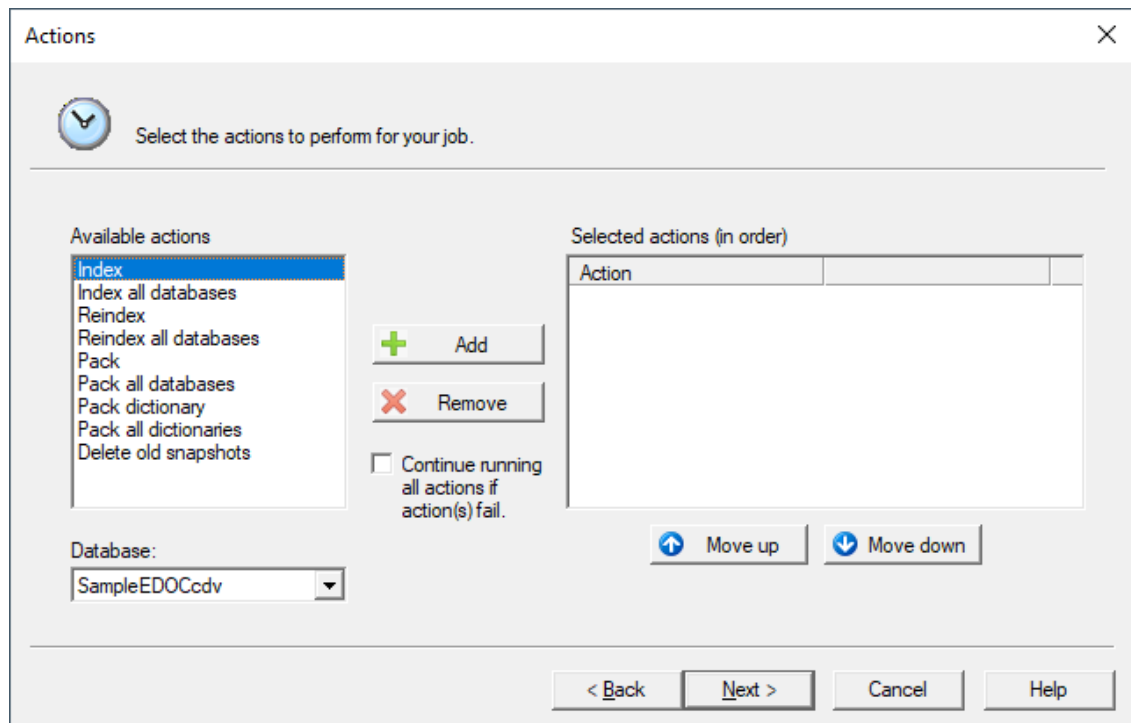 Actions
Select the actions to perform for your job.
Available actions
Index
Index all databases
Reindex
Reindex all databases
Pack
Pack all databases
Pack dictionary
Pack all dictionaries
Delete old snapshots
Database:
SampleEDOCcdv
Add
Remove
Continue running
all actions if
action(s) fail.
Selected actions (in order)
Action
Move up
Move down
< Back
Next >
Cancel
Help